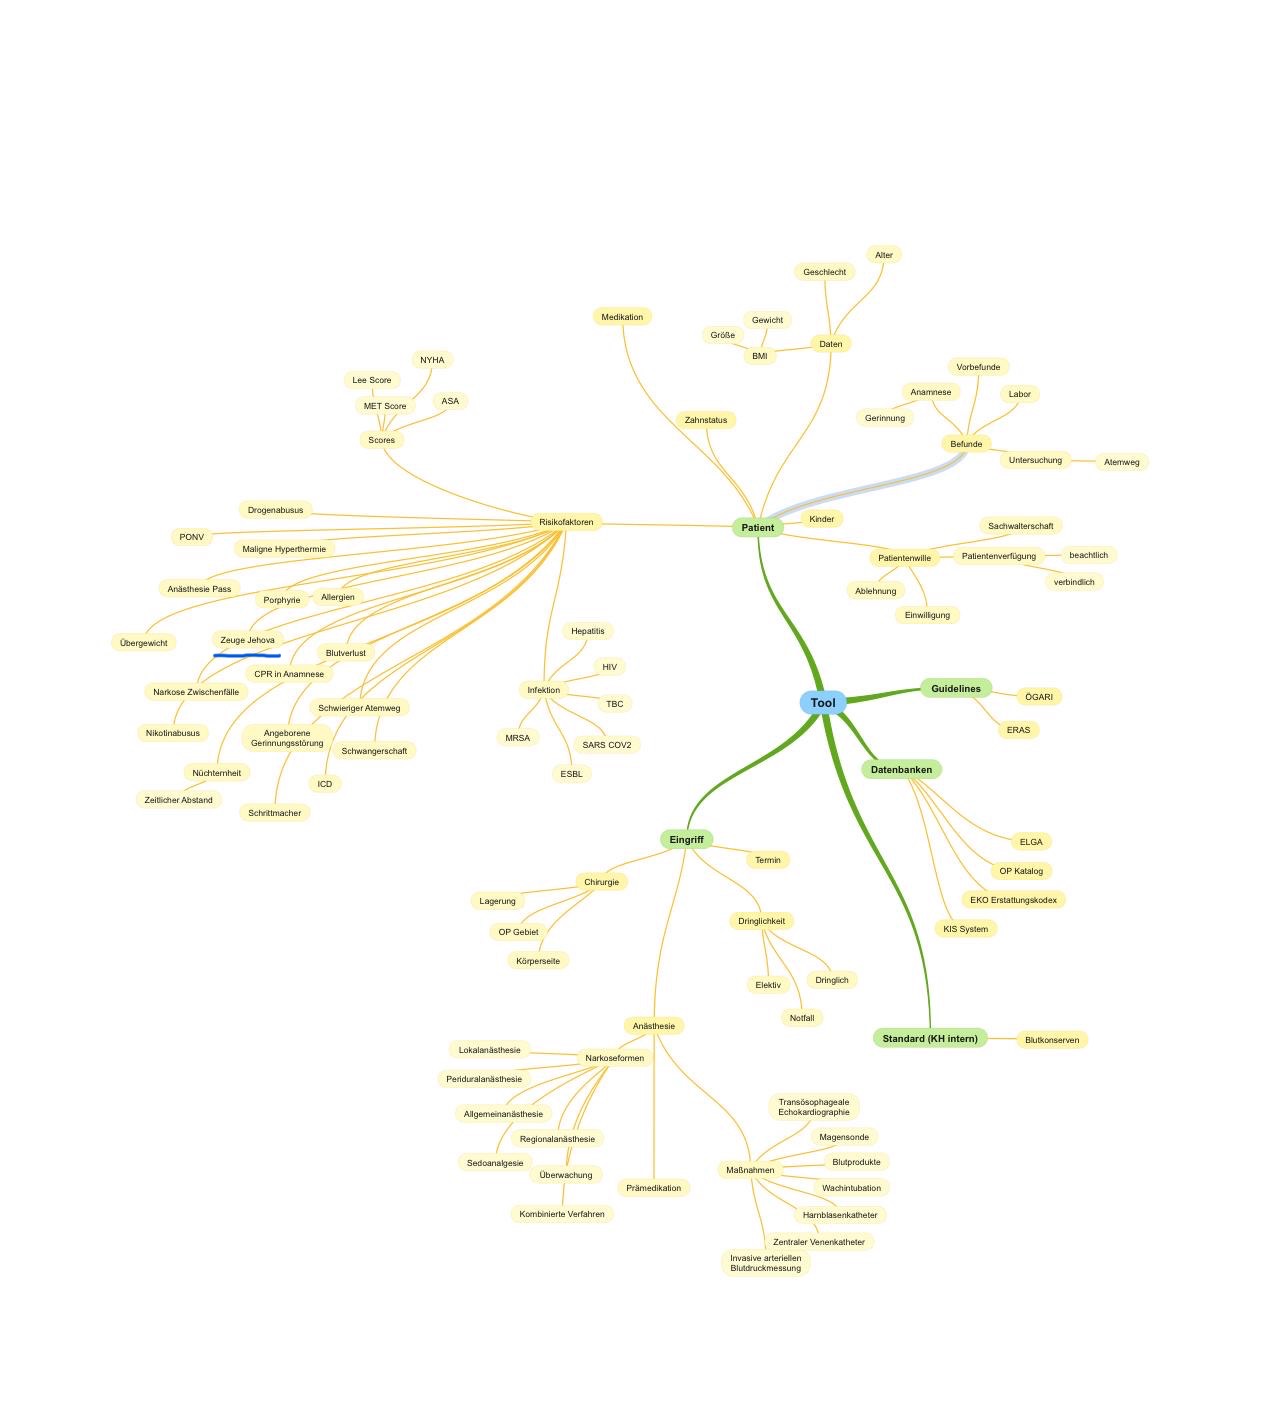 Alter
Geschlecht
Medikation
Gewicht
Größe
Daten
BMI
NYHA
Lee Score
MET Score
ASA
Scores
Vorbefunde
Anamnese
Labor
Gerinnung
Zahnstatus
Befunde
Untersuchung
Atemweg
Drogenabusus
Risikofaktoren
Patient
Kinder
Sachwalterschaft
PONV
Maligne Hyperthermie
Patientenwille
Patientenverfügung
beachtlich
verbindlich
Anästhesie Pass
Porphyrie
Allergien
Ablehnung
Einwilligung
Übergewicht
Zeuge Jehova
Blutverlust
Hepatitis
HIV
CPR in Anamnese
Narkose Zwischenfälle
Infektion
TBC
Schwieriger Atemweg
Tool
Guidelines
ÖGARI
ERAS
Nikotinabusus
Angeborene
Gerinnungsstörung
Schwangerschaft
MRSA
SARS COV2
ESBL
Nüchternheit
ICD
Zeitlicher Abstand
Schrittmacher
Datenbanken
Eingriff
ELGA
Termin
OP Katalog
Chirurgie
EKO Erstattungskodex
Lagerung
KIS System
OP Gebiet
Dringlichkeit
Körperseite
Elektiv
Dringlich
Notfall
Anästhesie
Standard (KH intern)
Blutkonserven
Lokalanästhesie
Narkoseformen
Periduralanästhesie
Allgemeinanästhesie
Transösophageale
Echokardiographie
Regionalanästhesie
Magensonde
Sedoanalgesie
Überwachung
Maßnahmen
Blutprodukte
Prämedikation
Wachintubation
Kombinierte Verfahren
Harnblasenkatheter
Zentraler Venenkatheter
Invasive arteriellen
Blutdruckmessung